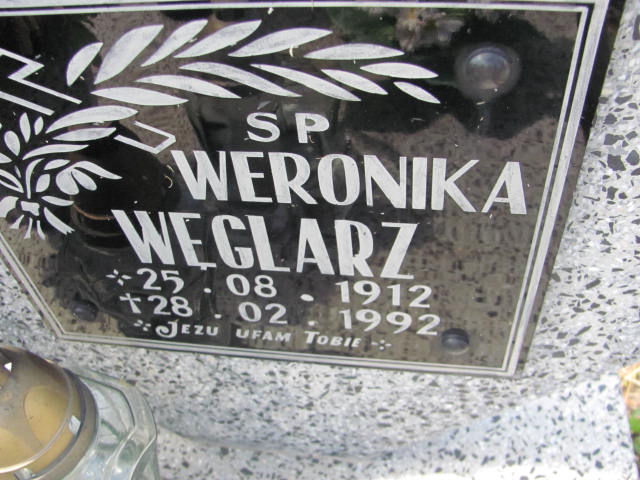 SP
WERONIKA
WĘGLARZ
25.08.1912
†28.02.1992
JEZU UFAM TOBIE